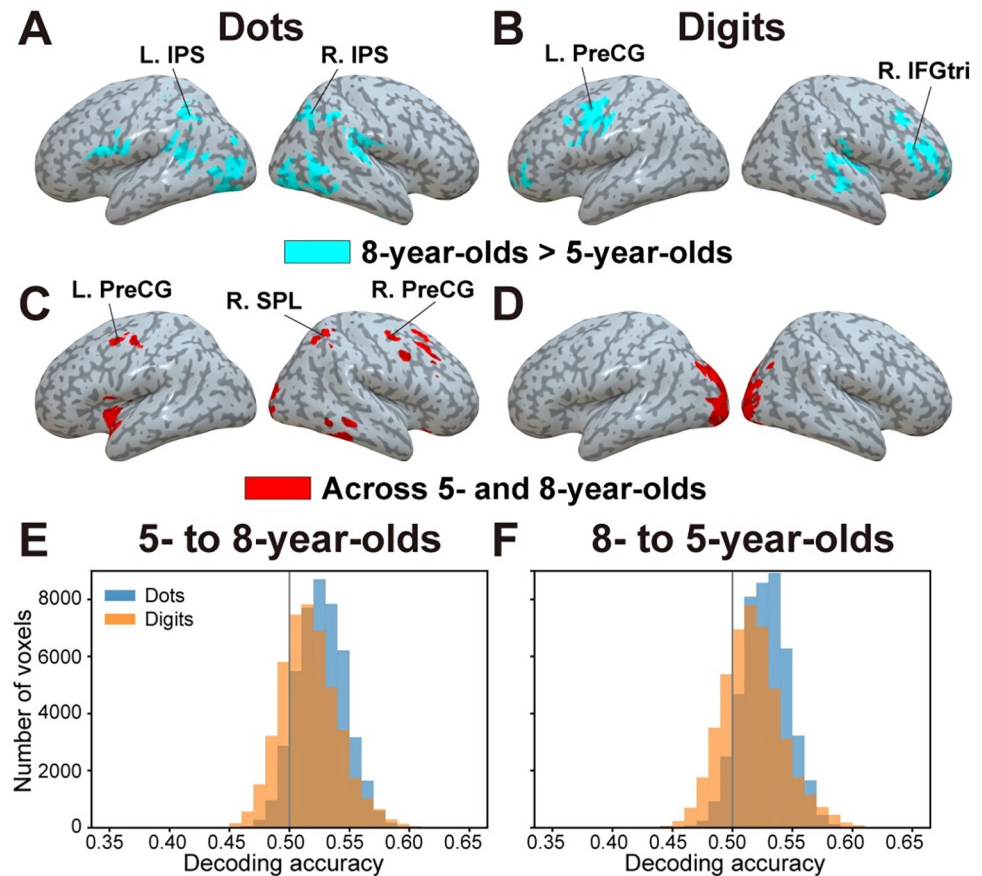 A
Dots
B
Digits
L. IPS
R. IPS
L. PreCG
R. IFGtri
8-year-olds > 5-year-olds
C
L. PreCG
R. SPL
R. PreCG
D
Across 5- and 8-year-olds
E
5- to 8-year-olds
F
8- to 5-year-olds
Number of voxels
8000
6000
4000
2000
0
Dots
Digits
0.35 0.40 0.45 0.50 0.55 0.60 0.65
Decoding accuracy
0.35 0.40 0.45 0.50 0.55 0.60 0.65
Decoding accuracy